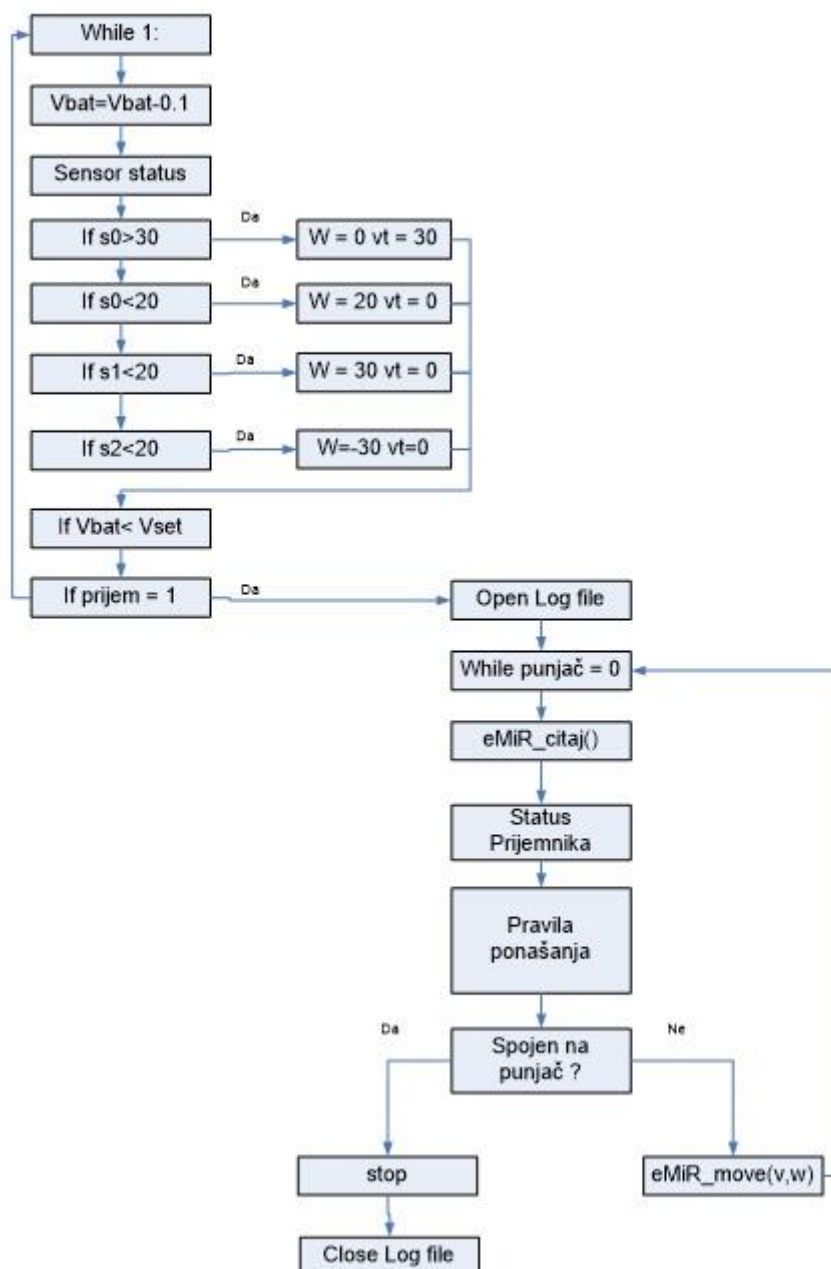 While 1:
Vbat=Vbat-0.1
Sensor status
If s0>30
Da
W = 0 vt = 30
If s0<20
Da
W = 20 vt = 0
If s1<20
Da
W = 30 vt = 0
If s2<20
Da
W=-30 vt=0
If Vbat< Vset
If prijem = 1
Da
Open Log file
While punjač = 0
eMiR_citaj()
Status
Prijemnika
Pravila
ponašanja
Spojen na
punjač ?
Da
Ne
stop
eMiR_move(v,w)
Close Log file